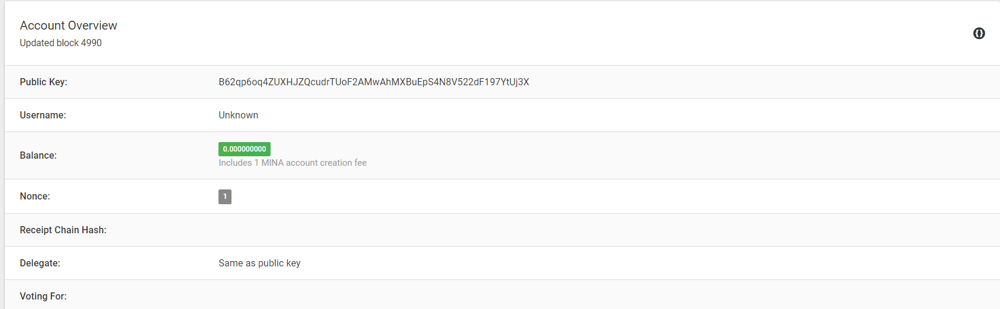 Account Overview
Updated block 4990
Public Key: B62qp6oq4ZUXHJZQcudrTUoF2AMwAhMXBuEpS4N8V522dF197YtUj3X
Username: Unknown
Balance: 0.000000000
Includes 1 MINA account creation fee
Nonce: 1
Receipt Chain Hash:
Delegate: Same as public key
Voting For: